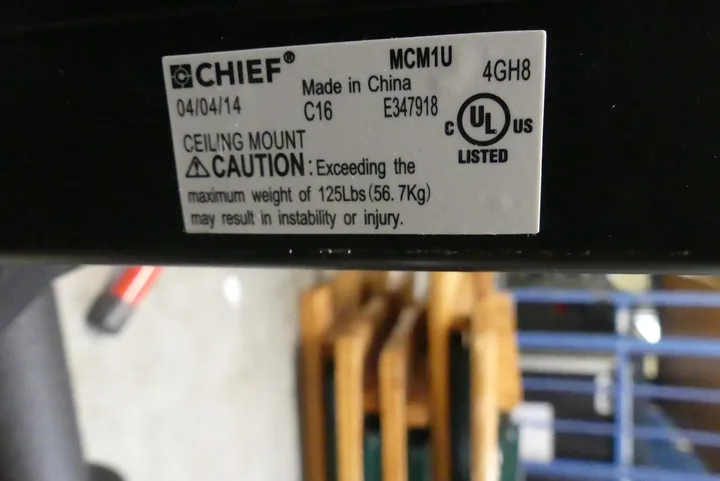 CHIEF® MCM1U 4GH8
04/04/14 Made in China
C16 E347918
C UL US
LISTED
CEILING MOUNT
⚠CAUTION: Exceeding the
maximum weight of 125Lbs(56.7Kg)
may result in instability or injury.